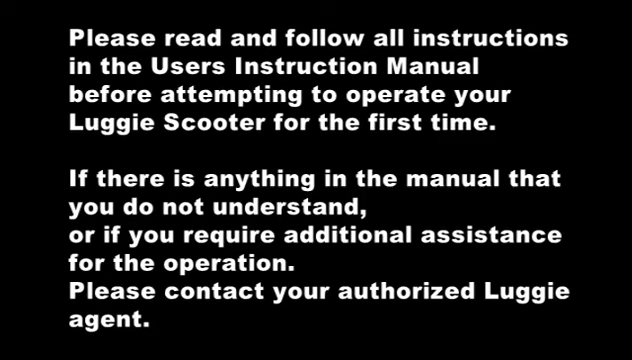 Please read and follow all instructions
in the Users Instruction Manual
before attempting to operate your
Luggie Scooter for the first time.
If there is anything in the manual that
you do not understand,
or if you require additional assistance
for the operation.
Please contact your authorized Luggie
agent.